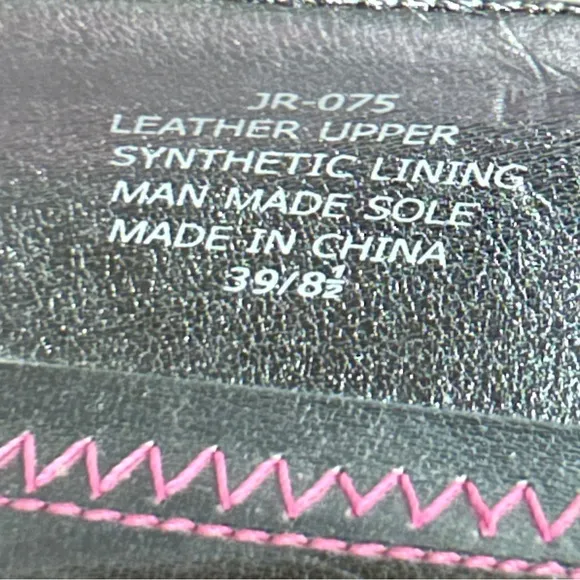 JR-075
LEATHER UPPER
SYNTHETIC LINING
MAN MADE SOLE
MADE IN CHINA
39/8½